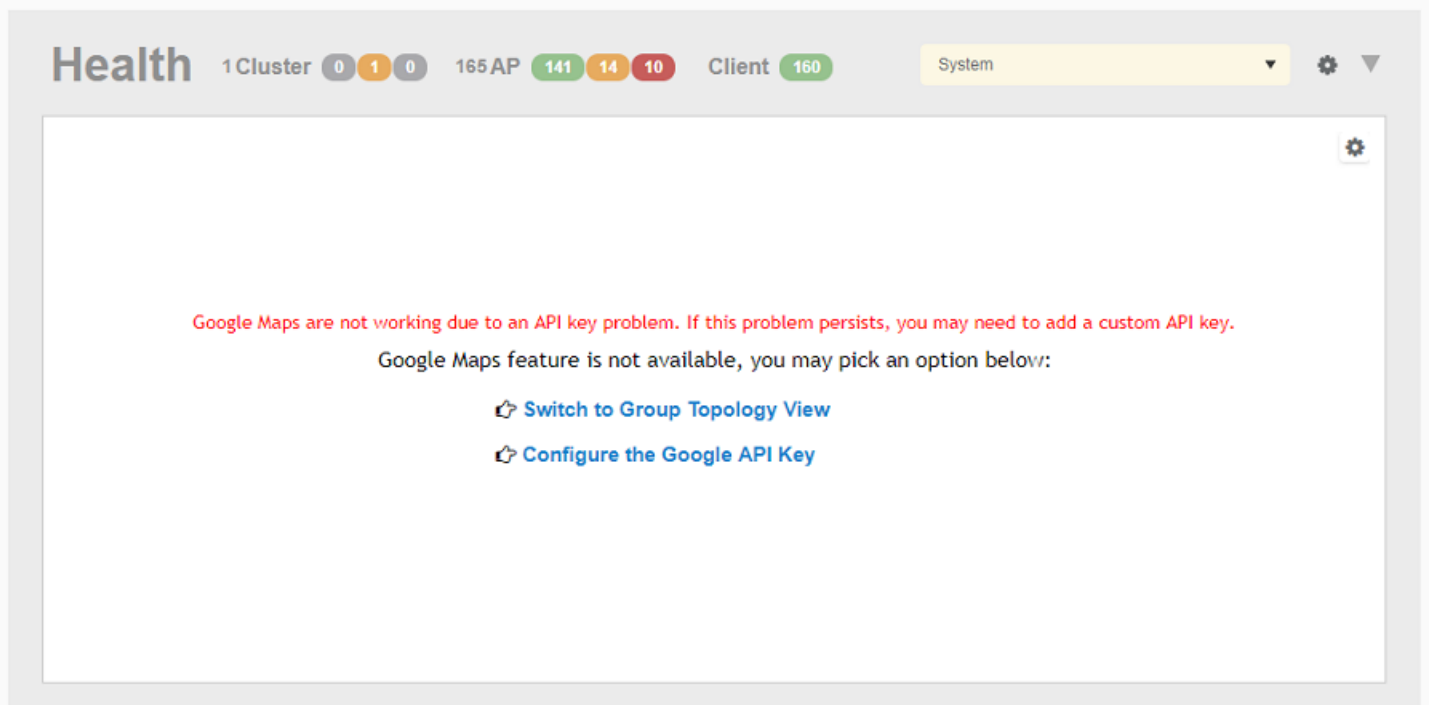 Health 1 Cluster 0 1 0 165 AP 141 14 10 Client 160 System
Google Maps are not working due to an API key problem. If this problem persists, you may need to add a custom API key.
Google Maps feature is not available, you may pick an option below:
Switch to Group Topology View
Configure the Google API Key